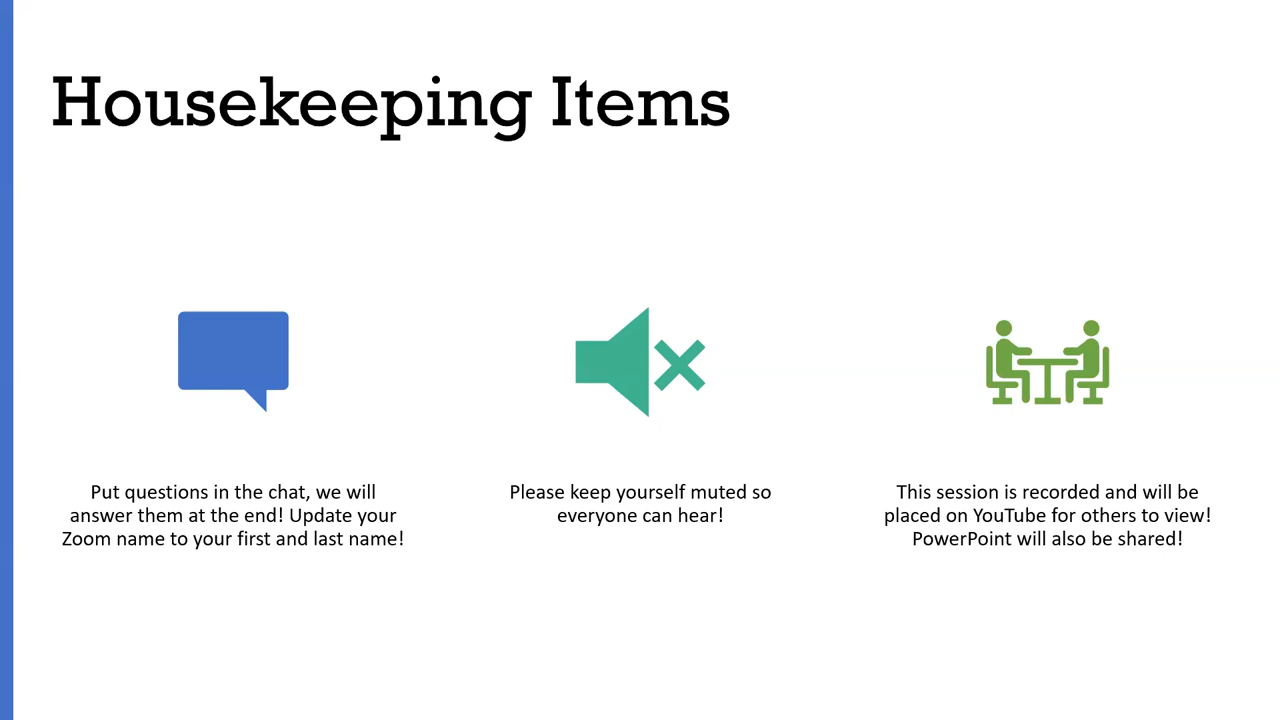 Housekeeping Items
Put questions in the chat, we will
answer them at the end! Update your
Zoom name to your first and last name!
Please keep yourself muted so
everyone can hear!
This session is recorded and will be
placed on YouTube for others to view!
PowerPoint will also be shared!